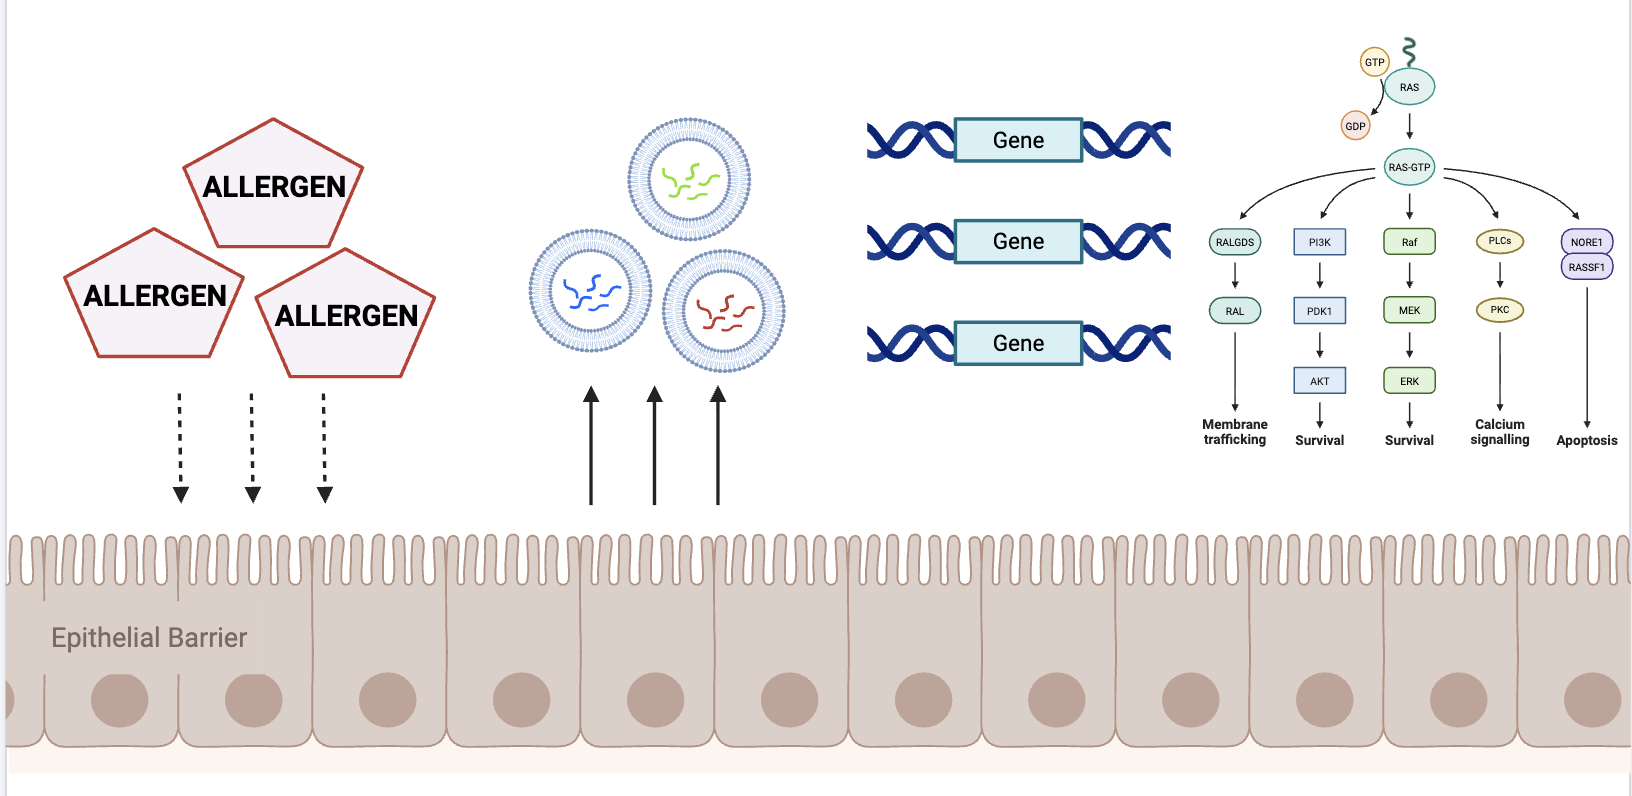 ALLERGEN
ALLERGEN
ALLERGEN
Gene
Gene
Gene
GTP
RAS
GDP
RAS-GTP
RALGDS
PI3K
Raf
PLCs
NORE1
RASSF1
RAL
PDK1
MEK
PKC
AKT
ERK
Membrane
trafficking
Survival
Survival
Calcium
signalling
Apoptosis
Epithelial Barrier